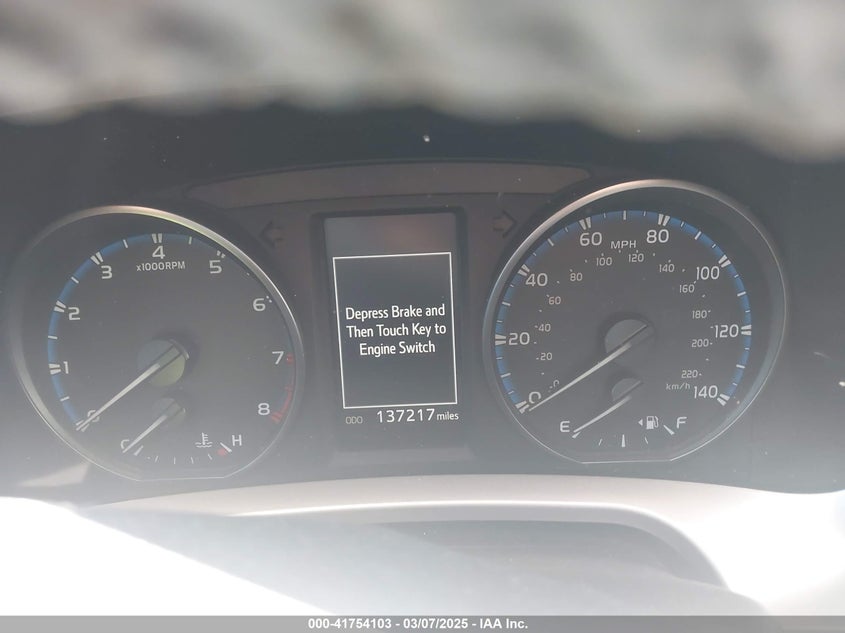 0 1 2 3 4 5 6 7 8
x1000RPM
C H
Depress Brake and
Then Touch Key to
Engine Switch
ODO 137217 miles
0 20 40 60 80 100 120 140
MPH
0 20 40 60 80 100 120 140 160 180 200 220
km/h
E F
000-41754103 - 03/07/2025 - IAA Inc.